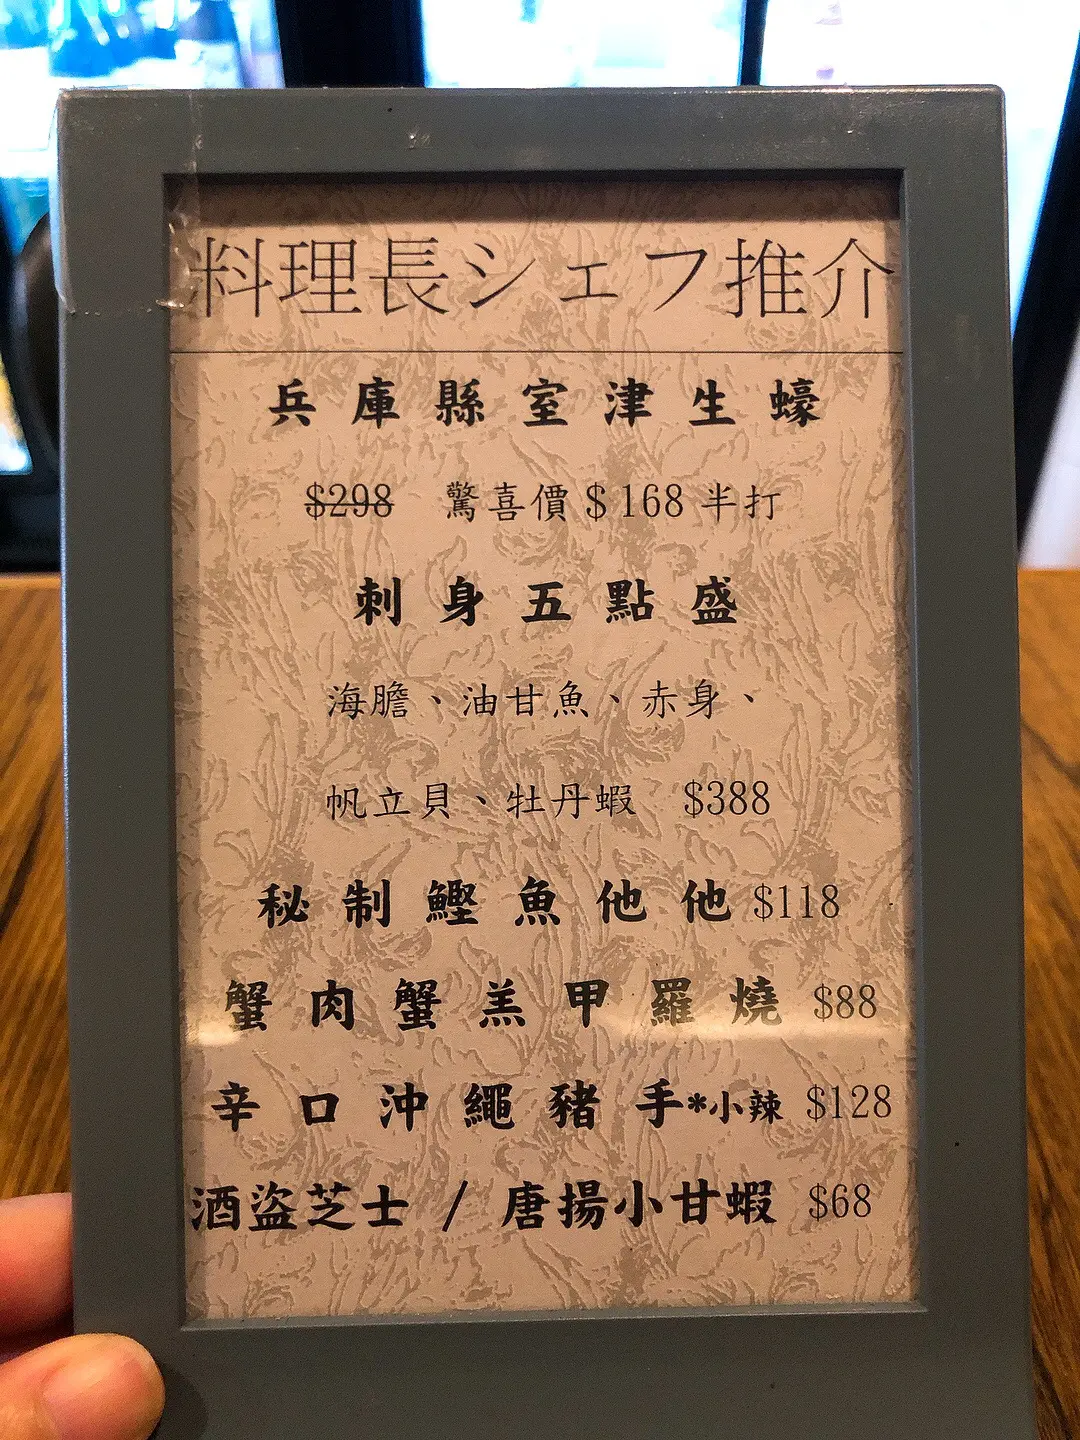 料理長シェフ推介
兵庫縣室津生蠔
$298 驚喜價$168半打
刺身五點盛
海膽、油甘魚、赤身、
帆立貝、牡丹蝦 $388
秘制鰹魚他他 $118
蟹肉蟹羔甲羅燒 $88
辛口沖繩豬手*小辣 $128
酒盜芝士 / 唐揚小甘蝦 $68